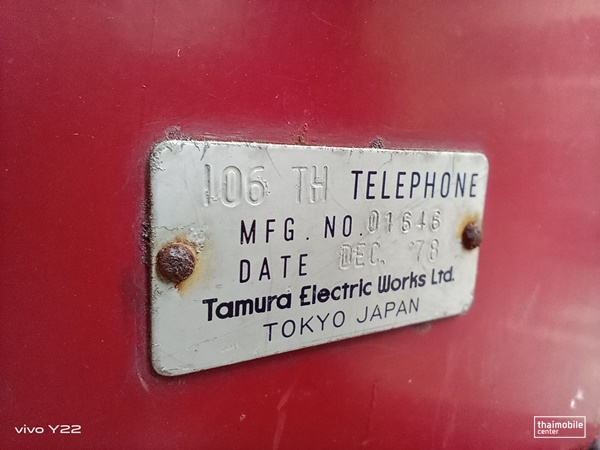 106 TH TELEPHONE
MFG. NO. 01646
DATE DEC. '78
Tamura Electric Works Ltd.
TOKYO JAPAN
vivo Y22
thaimobile
center